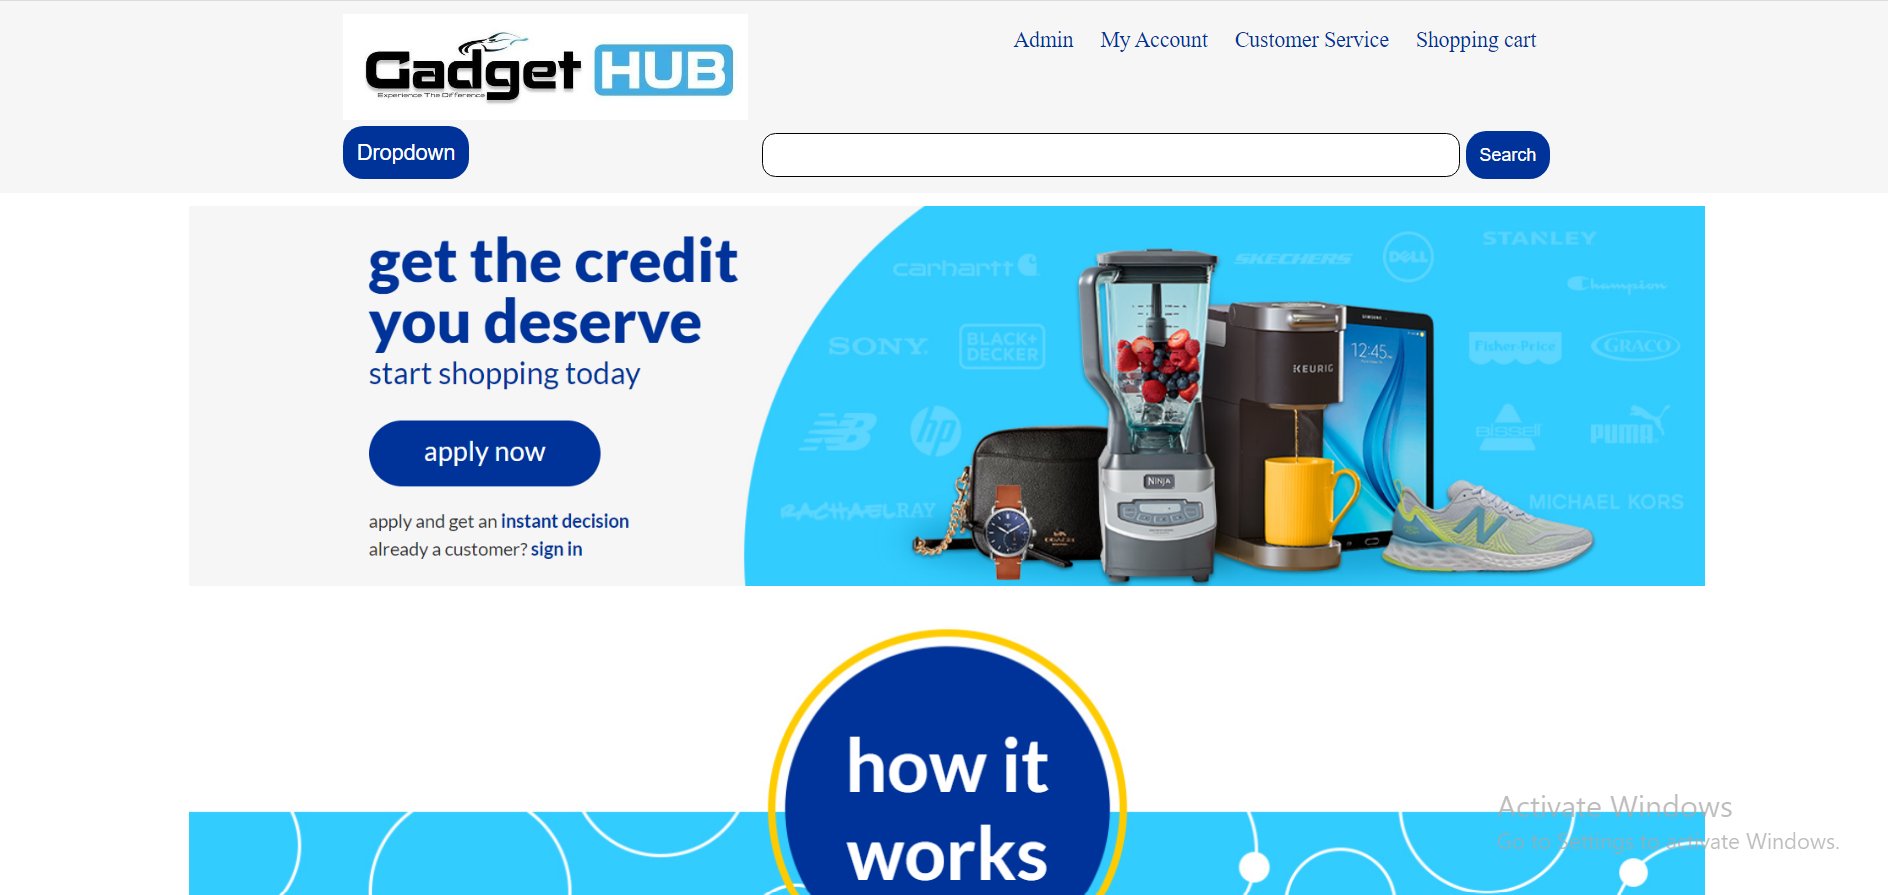 Gadget HUB
Experience The Difference
Admin My Account Customer Service Shopping cart
Dropdown
Search
get the credit
you deserve
start shopping today
apply now
apply and get an instant decision
already a customer? sign in
carhartt
SKECHERS
DELL
STANLEY
Champion
SONY
BLACK+
DECKER
SAMSUNG
12:45
KEURIG
Fisher-Price
GRACO
NB
hp
BISSELL
PUMA
RACHAEL RAY
NINJA
COACH
N
MICHAEL KORS
how it
works
Activate Windows
Go to Settings to activate Windows.